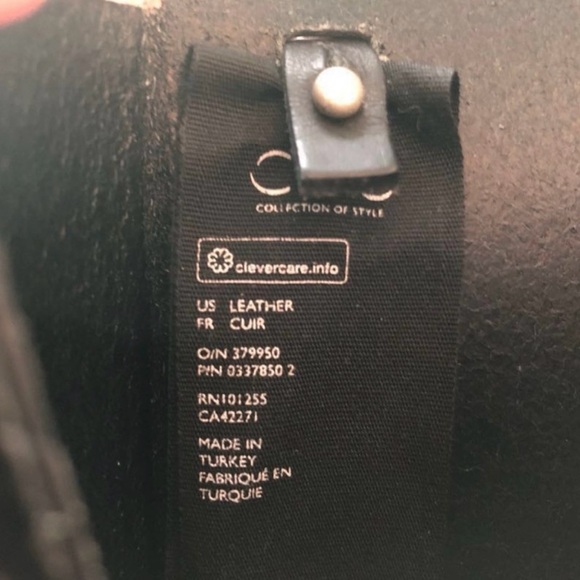 COLLECTION OF STYLE
clevercare.info
US LEATHER
FR CUIR
O/N 379950
P/N 0337850 2
RN101255
CA42271
MADE IN
TURKEY
FABRIQUÉ EN
TURQUIE